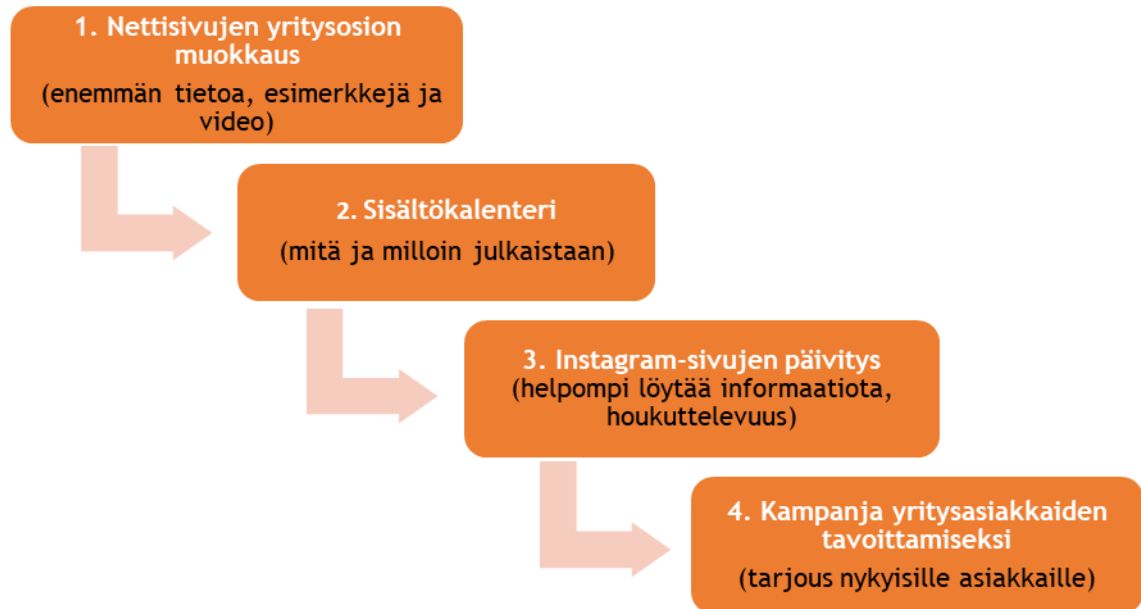 1. Nettisivujen yritysosion
muokkaus
(enemmän tietoa, esimerkkejä ja
video)
2. Sisältökalenteri
(mitä ja milloin julkaistaan)
3. Instagram-sivujen päivitys
(helpompi löytää informaatiota,
houkuttelevuus)
4. Kampanja yritysasiakkaiden
tavoittamiseksi
(tarjous nykyisille asiakkaille)